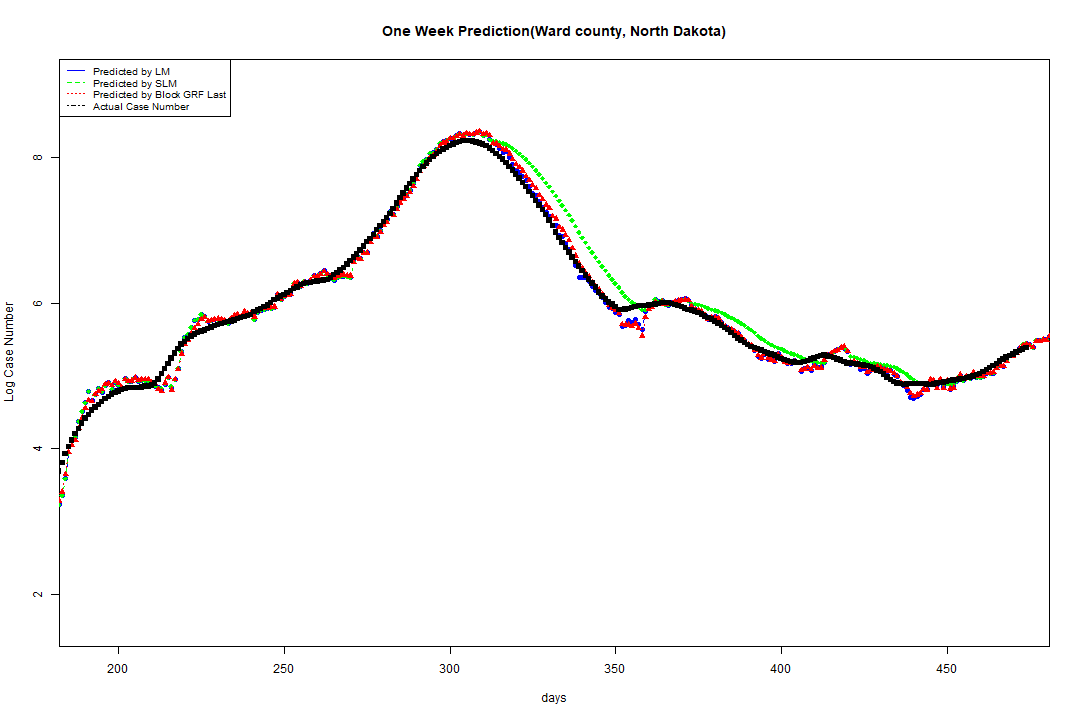 One Week Prediction(Ward county, North Dakota)
Predicted by LM
Predicted by SLM
Predicted by Block GRF Last
Actual Case Number
8
6
4
2
Log Case Number
200 250 300 350 400 450
days